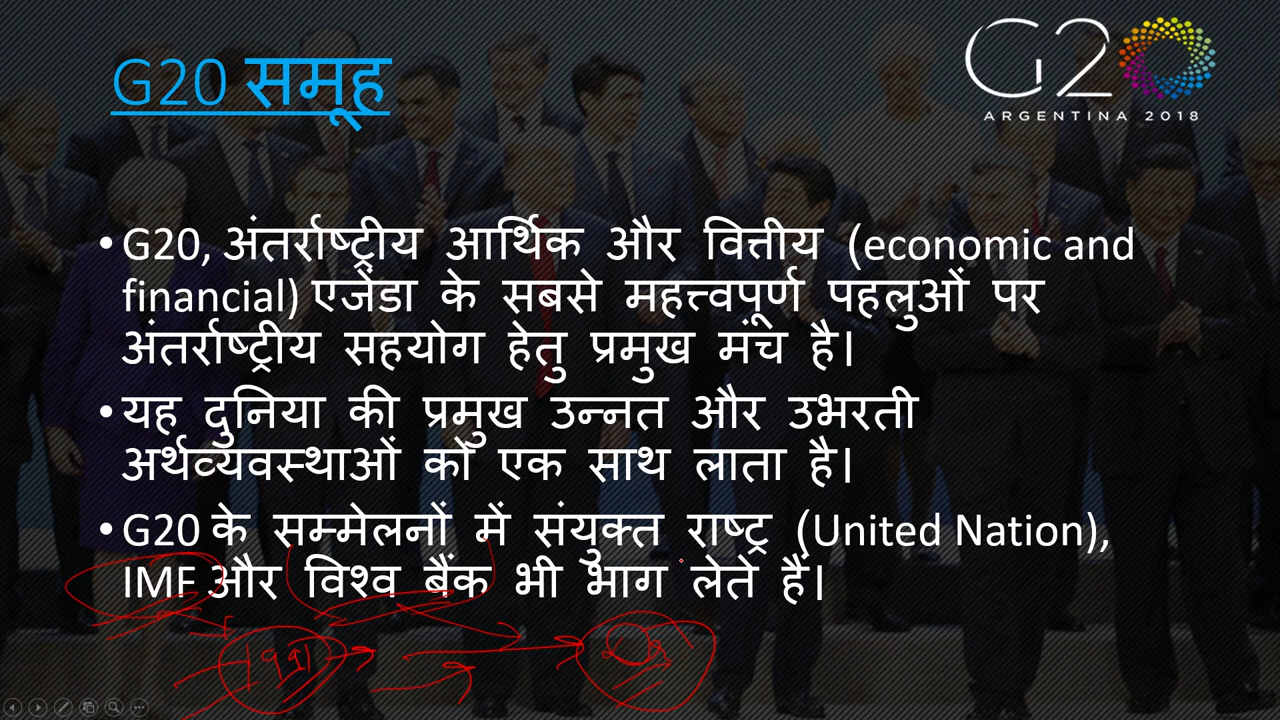 G20 समूह
G20
ARGENTINA 2018
•G20, अंतर्राष्ट्रीय आर्थिक और वित्तीय (economic and
financial) एजेंडा के सबसे महत्त्वपूर्ण पहलुओं पर
अंतर्राष्ट्रीय सहयोग हेतु प्रमुख मंच है।
•यह दुनिया की प्रमुख उन्नत और उभरती
अर्थव्यवस्थाओं को एक साथ लाता है।
•G20 के सम्मेलनों में संयुक्त राष्ट्र (United Nation),
IMF और विश्व बैंक भी भाग लेते हैं।
1991